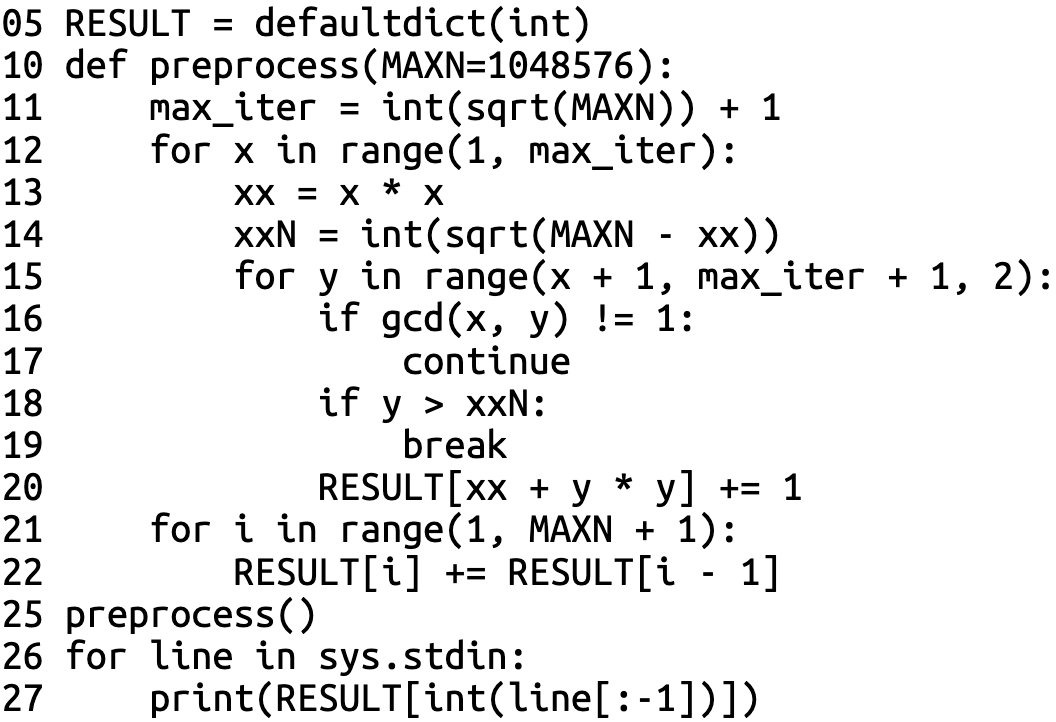 05 RESULT = defaultdict(int)
10 def preprocess(MAXN=1048576):
11     max_iter = int(sqrt(MAXN)) + 1
12     for x in range(1, max_iter):
13         xx = x * x
14         xxN = int(sqrt(MAXN - xx))
15         for y in range(x + 1, max_iter + 1, 2):
16             if gcd(x, y) != 1:
17                 continue
18             if y > xxN:
19                 break
20             RESULT[xx + y * y] += 1
21     for i in range(1, MAXN + 1):
22         RESULT[i] += RESULT[i - 1]
25 preprocess()
26 for line in sys.stdin:
27     print(RESULT[int(line[:-1])])